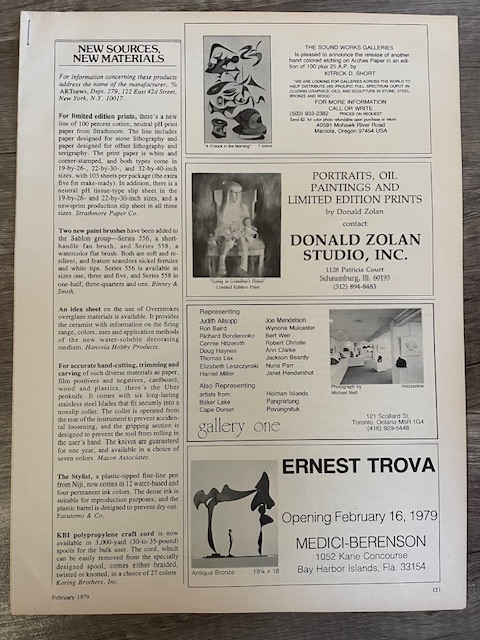 NEW SOURCES,
NEW MATERIALS
For information concerning these products
address the name of the manufacturer, %
ARTnews, Dept. 279, 122 East 42d Street,
New York, N.Y. 10017.
For limited edition prints, there's a new
line of 100 percent cotton, neutral pH print
paper from Strathmore. The line includes
paper designed for stone lithography and
paper designed for offset lithography and
serigraphy. The print paper is white and
corner-stamped, and both types come in
19-by-26-, 22-by-30-, and 32-by-40-inch
sizes, with 105 sheets per package (the extra
five for make-ready). In addition, there is a
neutral pH tissue-type slip sheet in the
19-by-26- and 22-by-30-inch sizes, and a
newsprint production slip sheet in all three
sizes. Strathmore Paper Co.
Two new paint brushes have been added to
the Sablon group—Series 556, a short-
handle fan brush, and Series 558, a
watercolor flat brush. Both are soft and re-
silient, and feature seamless nickel ferrules
and white tips. Series 556 is available in
sizes one, three and five, and Series 558 in
one-half, three-quarters and one. Binney &
Smith.
An idea sheet on the use of Overstrokes
overglaze materials is available. It provides
the ceramist with information on the firing
range, colors, uses and application methods
of the new water-soluble decorating
medium. Hanovia Hobby Products.
For accurate hand-cutting, trimming and
carving of such diverse materials as paper,
film positives and negatives, cardboard,
wood and plastics, there's the Uber
penknife. It comes with six long-lasting
stainless steel blades that fit securely into a
nonslip collet. The collet is operated from
the rear of the instrument to prevent acciden-
tal loosening, and the gripping section is
designed to prevent the tool from rolling in
the user's hand. The knives are guaranteed
for one year, and available in a choice of
seven colors. Mazon Associates.
The Stylist, a plastic-tipped fine-line pen
from Niji, now comes in 12 water-based and
four permanent ink colors. The dense ink is
suitable for reproduction purposes, and the
plastic barrel is designed to prevent dry out.
Yasutomo & Co.
KBI polypropylene craft cord is now
available in 3,000-yard (30-to-35-pound)
spools for the bulk user. The cord, which
can be easily removed from the specially
designed spool, comes either braided,
twisted or knotted, in a choice of 27 colors.
Koring Brothers, Inc.
February 1979
THE SOUND WORKS GALLERIES
Is pleased to announce the release of another
hand colored etching on Arches Paper in an edi-
tion of 100 plus 25 A.P. by
KITRICK D. SHORT
"WE ARE LOOKING FOR GALLERIES ACROSS THE WORLD TO
HELP DISTRIBUTE HIS PROLIFIC FULL SPECTRUM OUPUT IN-
CLUDING GRAPHICS, OILS, AND SCULPTURE IN STONE, STEEL,
BRONZE AND WOOD."
FOR MORE INFORMATION
CALL OR WRITE
(503) 933-2382 PRICES ON REQUEST
Send $2. for color photo refundable upon purchase or return.
40591 Mohawk River Road
Marcola, Oregon 97454 USA
"4 O'clock in the Morning" 7 colors
PORTRAITS, OIL
PAINTINGS AND
LIMITED EDITION PRINTS
by Donald Zolan
contact:
DONALD ZOLAN
STUDIO, INC.
1128 Patricia Court
Schaumburg, Ill. 60193
(312) 894-8483
"Going to Grandma's House"
Limited Edition Print
Representing
Judith Allsopp
Ron Baird
Richard Bonderenko
Connie Hitzeroth
Doug Haynes
Thomas Lax
Elizabeth Leszczynski
Harriet Miller
Joe Mendelson
Wynona Mulcaster
Bert Weir
Robert Christie
Ann Clarke
Jackson Beardy
Nuna Parr
Janet Hendershot
Also Representing
artists from:
Baker Lake
Cape Dorset
Holman Islands
Pangnirtung
Povungnituk
gallery one
Photograph by mezzanine
Michael Neill
121 Scollard St.
Toronto, Ontario M5R 1G4
(416) 929-5448
ERNEST TROVA
Opening February 16, 1979
MEDICI-BERENSON
1052 Kane Concourse
Bay Harbor Islands, Fla. 33154
Antique Bronze 19¼ x 18
151